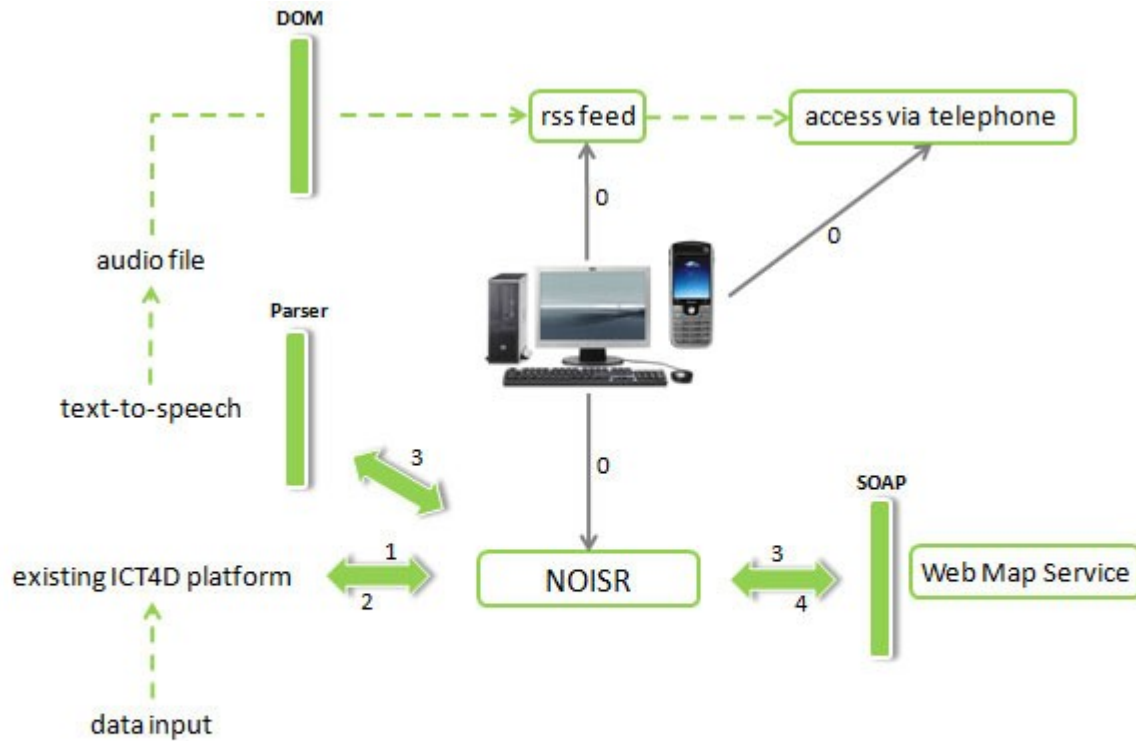 DOM
rss feed
access via telephone
0
0
audio file
Parser
text-to-speech
3
0
SOAP
1
3
existing ICT4D platform
NOISR
Web Map Service
2
4
data input